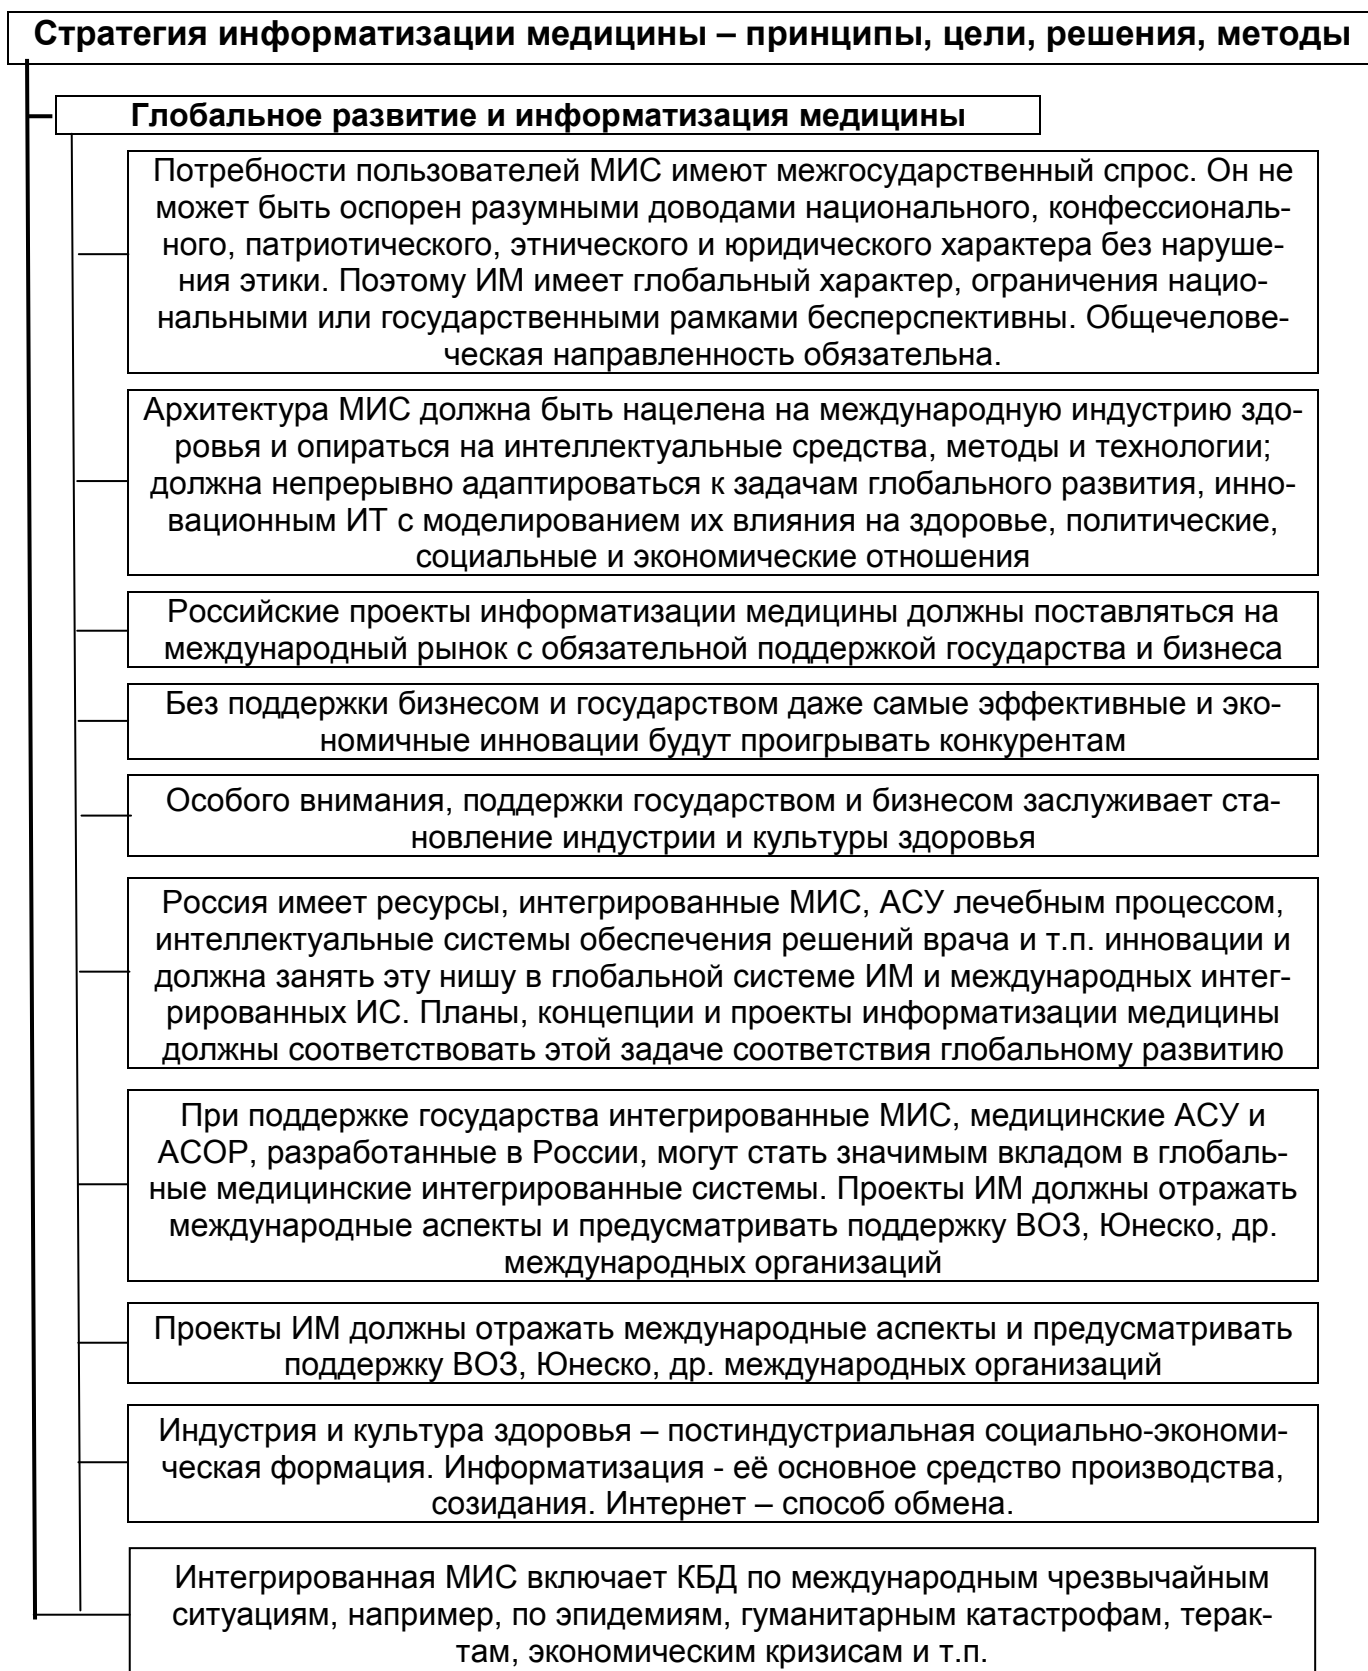 Стратегия информатизации медицины – принципы, цели, решения, методы
Глобальное развитие и информатизация медицины
Потребности пользователей МИС имеют межгосударственный спрос. Он не
может быть оспорен разумными доводами национального, конфессиональ-
ного, патриотического, этнического и юридического характера без наруше-
ния этики. Поэтому ИМ имеет глобальный характер, ограничения нацио-
нальными или государственными рамками бесперспективны. Общечелове-
ческая направленность обязательна.
Архитектура МИС должна быть нацелена на международную индустрию здо-
ровья и опираться на интеллектуальные средства, методы и технологии;
должна непрерывно адаптироваться к задачам глобального развития, инно-
вационным ИТ с моделированием их влияния на здоровье, политические,
социальные и экономические отношения
Российские проекты информатизации медицины должны поставляться на
международный рынок с обязательной поддержкой государства и бизнеса
Без поддержки бизнесом и государством даже самые эффективные и эко-
номичные инновации будут проигрывать конкурентам
Особого внимания, поддержки государством и бизнесом заслуживает ста-
новление индустрии и культуры здоровья
Россия имеет ресурсы, интегрированные МИС, АСУ лечебным процессом,
интеллектуальные системы обеспечения решений врача и т.п. инновации и
должна занять эту нишу в глобальной системе ИМ и международных интег-
рированных ИС. Планы, концепции и проекты информатизации медицины
должны соответствовать этой задаче соответствия глобальному развитию
При поддержке государства интегрированные МИС, медицинские АСУ и
АСОР, разработанные в России, могут стать значимым вкладом в глобаль-
ные медицинские интегрированные системы. Проекты ИМ должны отражать
международные аспекты и предусматривать поддержку ВОЗ, Юнеско, др.
международных организаций
Проекты ИМ должны отражать международные аспекты и предусматривать
поддержку ВОЗ, Юнеско, др. международных организаций
Индустрия и культура здоровья – постиндустриальная социально-экономи-
ческая формация. Информатизация - её основное средство производства,
созидания. Интернет – способ обмена.
Интегрированная МИС включает КБД по международным чрезвычайным
ситуациям, например, по эпидемиям, гуманитарным катастрофам, терак-
там, экономическим кризисам и т.п.